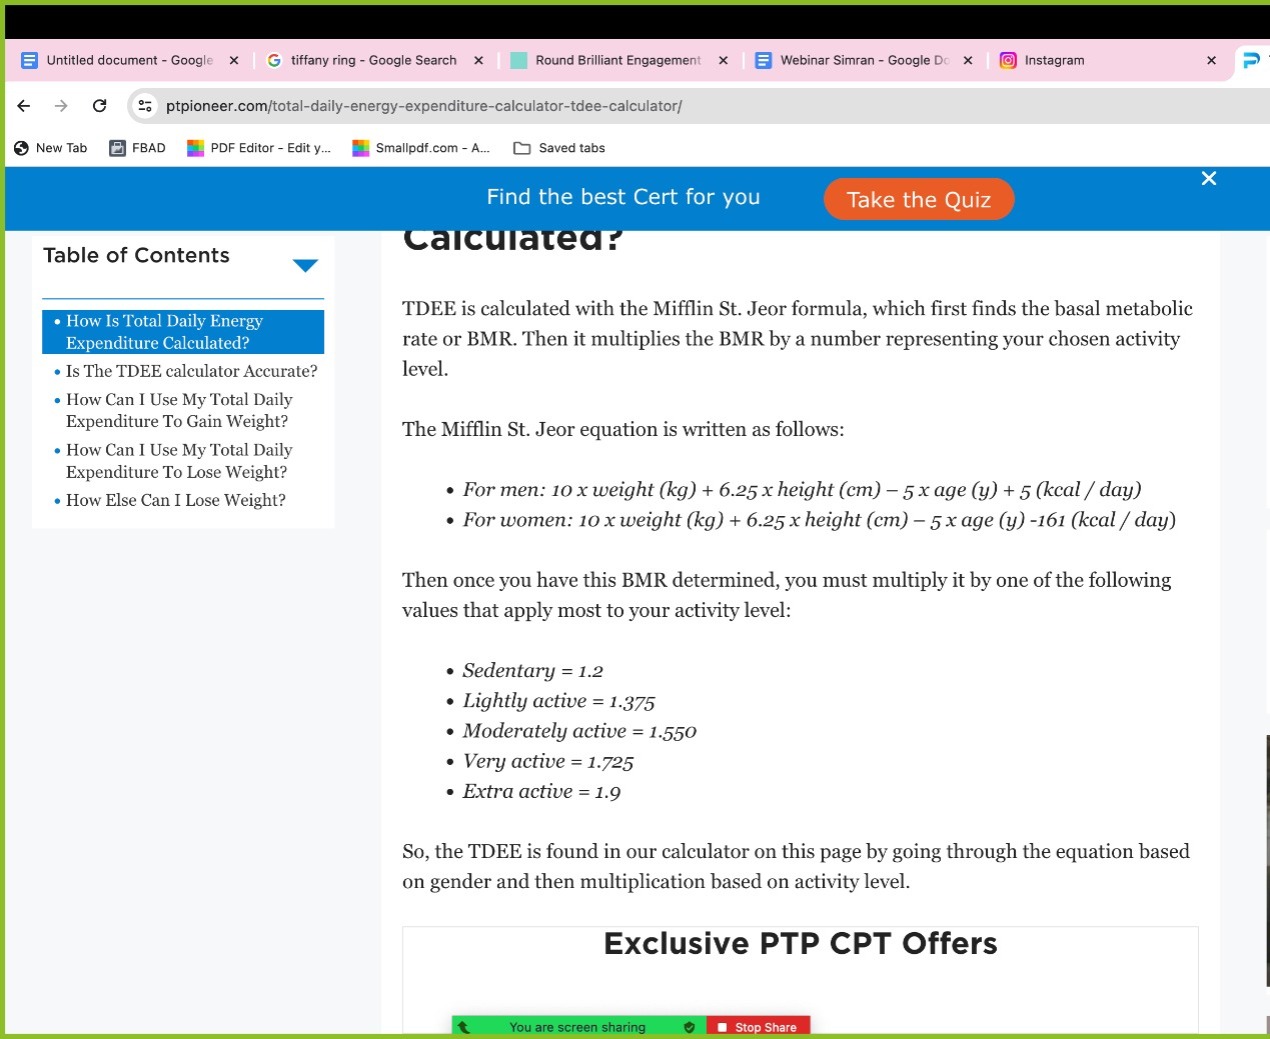 Untitled document - Google
tiffany ring - Google Search
Round Brilliant Engagement
Webinar Simran - Google Do
Instagram
ptpioneer.com/total-daily-energy-expenditure-calculator-tdee-calculator/
New Tab
FBAD
PDF Editor - Edit y...
Smallpdf.com - A...
Saved tabs
Find the best Cert for you
Take the Quiz
Table of Contents
• How Is Total Daily Energy
Expenditure Calculated?
• Is The TDEE calculator Accurate?
• How Can I Use My Total Daily
Expenditure To Gain Weight?
• How Can I Use My Total Daily
Expenditure To Lose Weight?
• How Else Can I Lose Weight?
Calculated?
TDEE is calculated with the Mifflin St. Jeor formula, which first finds the basal metabolic
rate or BMR. Then it multiplies the BMR by a number representing your chosen activity
level.
The Mifflin St. Jeor equation is written as follows:
• For men: 10 x weight (kg) + 6.25 x height (cm) – 5 x age (y) + 5 (kcal / day)
• For women: 10 x weight (kg) + 6.25 x height (cm) – 5 x age (y) -161 (kcal / day)
Then once you have this BMR determined, you must multiply it by one of the following
values that apply most to your activity level:
• Sedentary = 1.2
• Lightly active = 1.375
• Moderately active = 1.550
• Very active = 1.725
• Extra active = 1.9
So, the TDEE is found in our calculator on this page by going through the equation based
on gender and then multiplication based on activity level.
Exclusive PTP CPT Offers
You are screen sharing
Stop Share